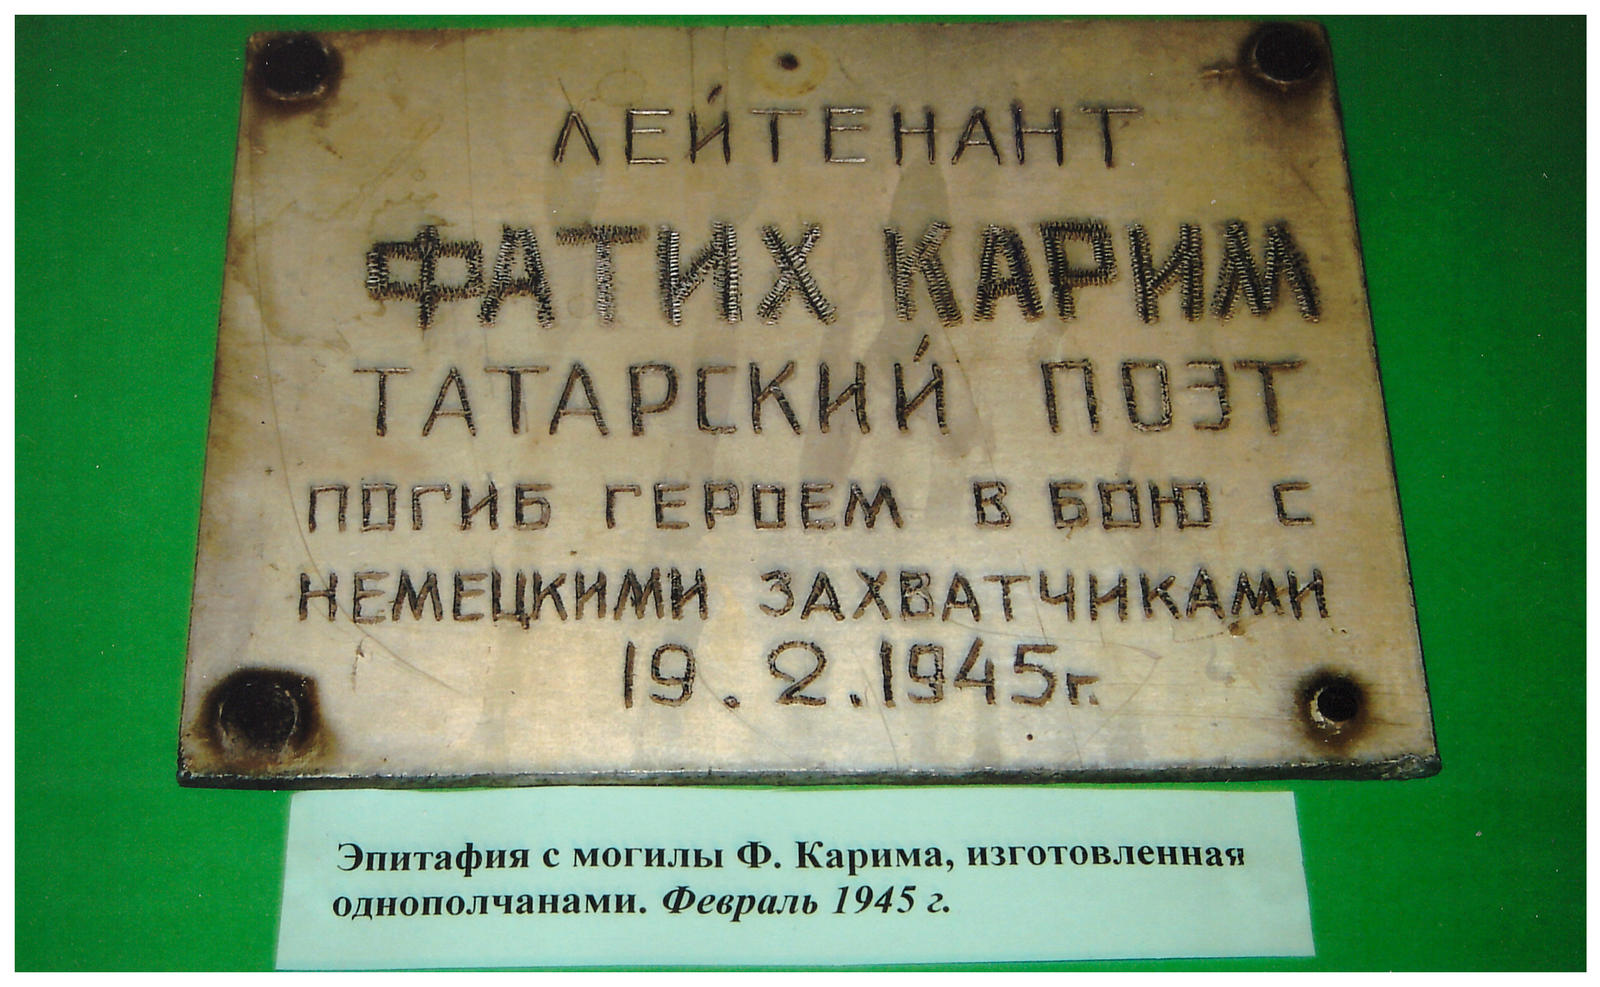 ЛЕЙТЕНАНТ
ФАТИХ КАРИМ
ТАТАРСКИЙ ПОЭТ
ПОГИБ ГЕРОЕМ В БОЮ С
НЕМЕЦКИМИ ЗАХВАТЧИКАМИ
19.2.1945г.
Эпитафия с могилы Ф. Карима, изготовленная
однополчанами. Февраль 1945 г.